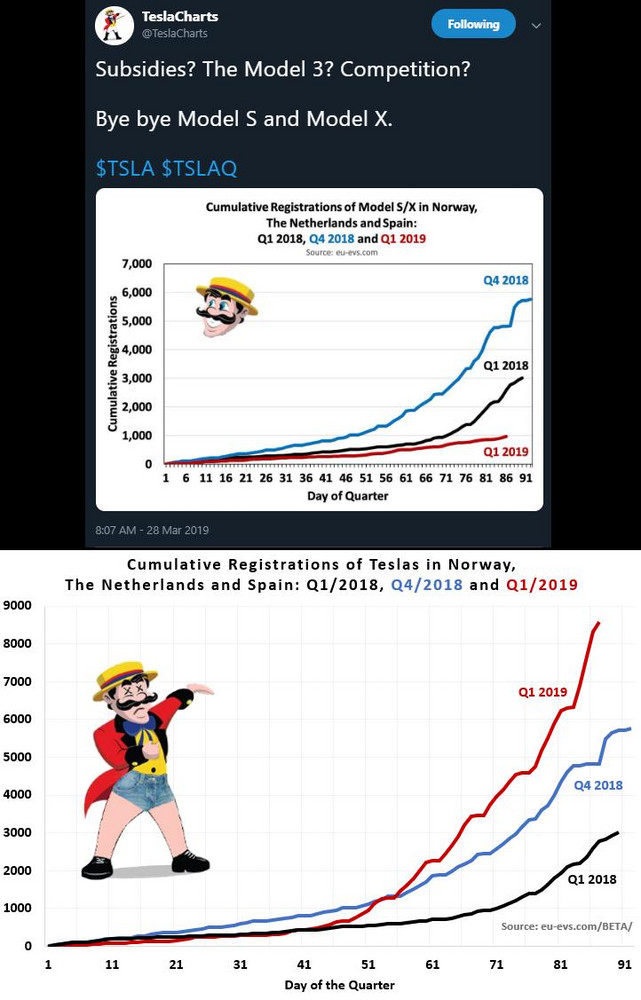 TeslaCharts
@TeslaCharts
Following
Subsidies? The Model 3? Competition?
Bye bye Model S and Model X.
$TSLA $TSLAQ
Cumulative Registrations of Model S/X in Norway,
The Netherlands and Spain:
Q1 2018, Q4 2018 and Q1 2019
Source: eu-evs.com
Cumulative Registrations
7,000
6,000
5,000
4,000
3,000
2,000
1,000
0
Q4 2018
Q1 2018
Q1 2019
1 6 11 16 21 26 31 36 41 46 51 56 61 66 71 76 81 86 91
Day of Quarter
8:07 AM - 28 Mar 2019
Cumulative Registrations of Teslas in Norway,
The Netherlands and Spain: Q1/2018, Q4/2018 and Q1/2019
9000
8000
7000
6000
5000
4000
3000
2000
1000
0
Q1 2019
Q4 2018
Q1 2018
Source: eu-evs.com/BETA/
1 11 21 31 41 51 61 71 81 91
Day of the Quarter